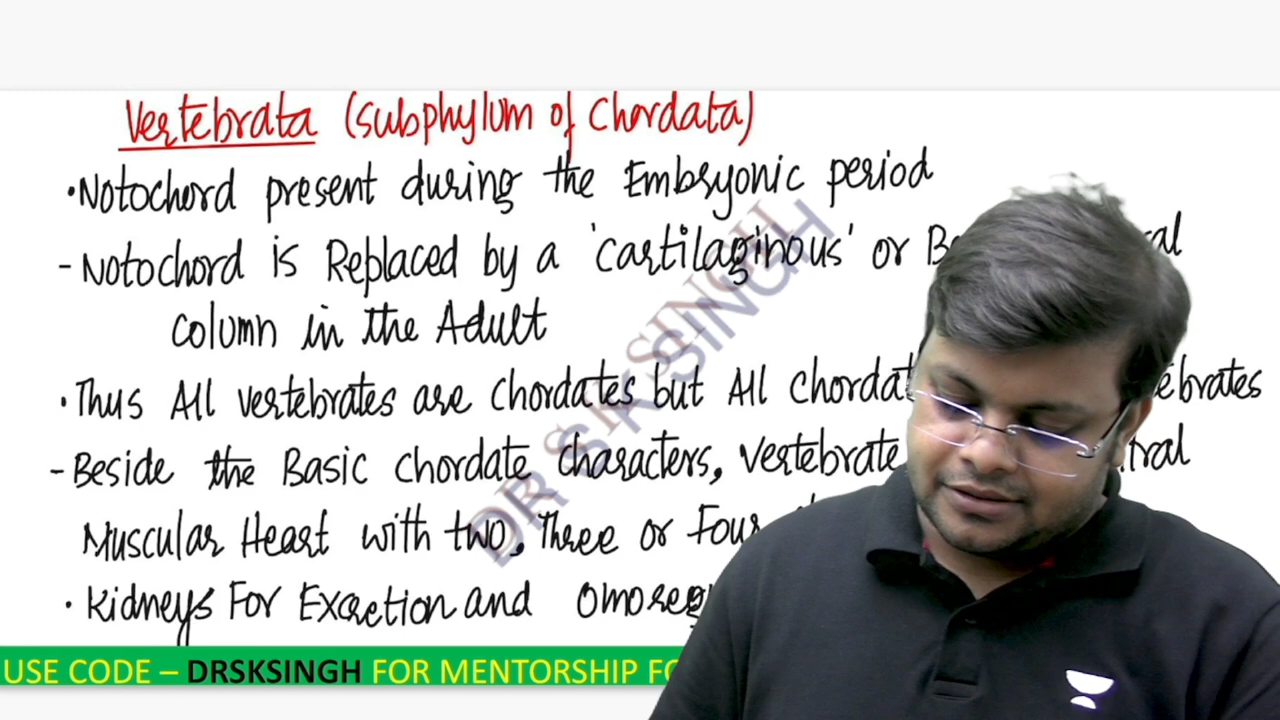 Vertebrata (Subphylum of Chordata)
•Notochord present during the Embryonic period
-Notochord is Replaced by a 'cartilaginous' or
column in the Adult
•Thus All vertebrates are Chordates but All
-Beside the Basic Chordate characters, Vertebrate
Muscular Heart with two, Three or Four
•Kidneys For Excretion and
DR SK SINGH
USE CODE – DRSKSINGH FOR MENTORSHIP